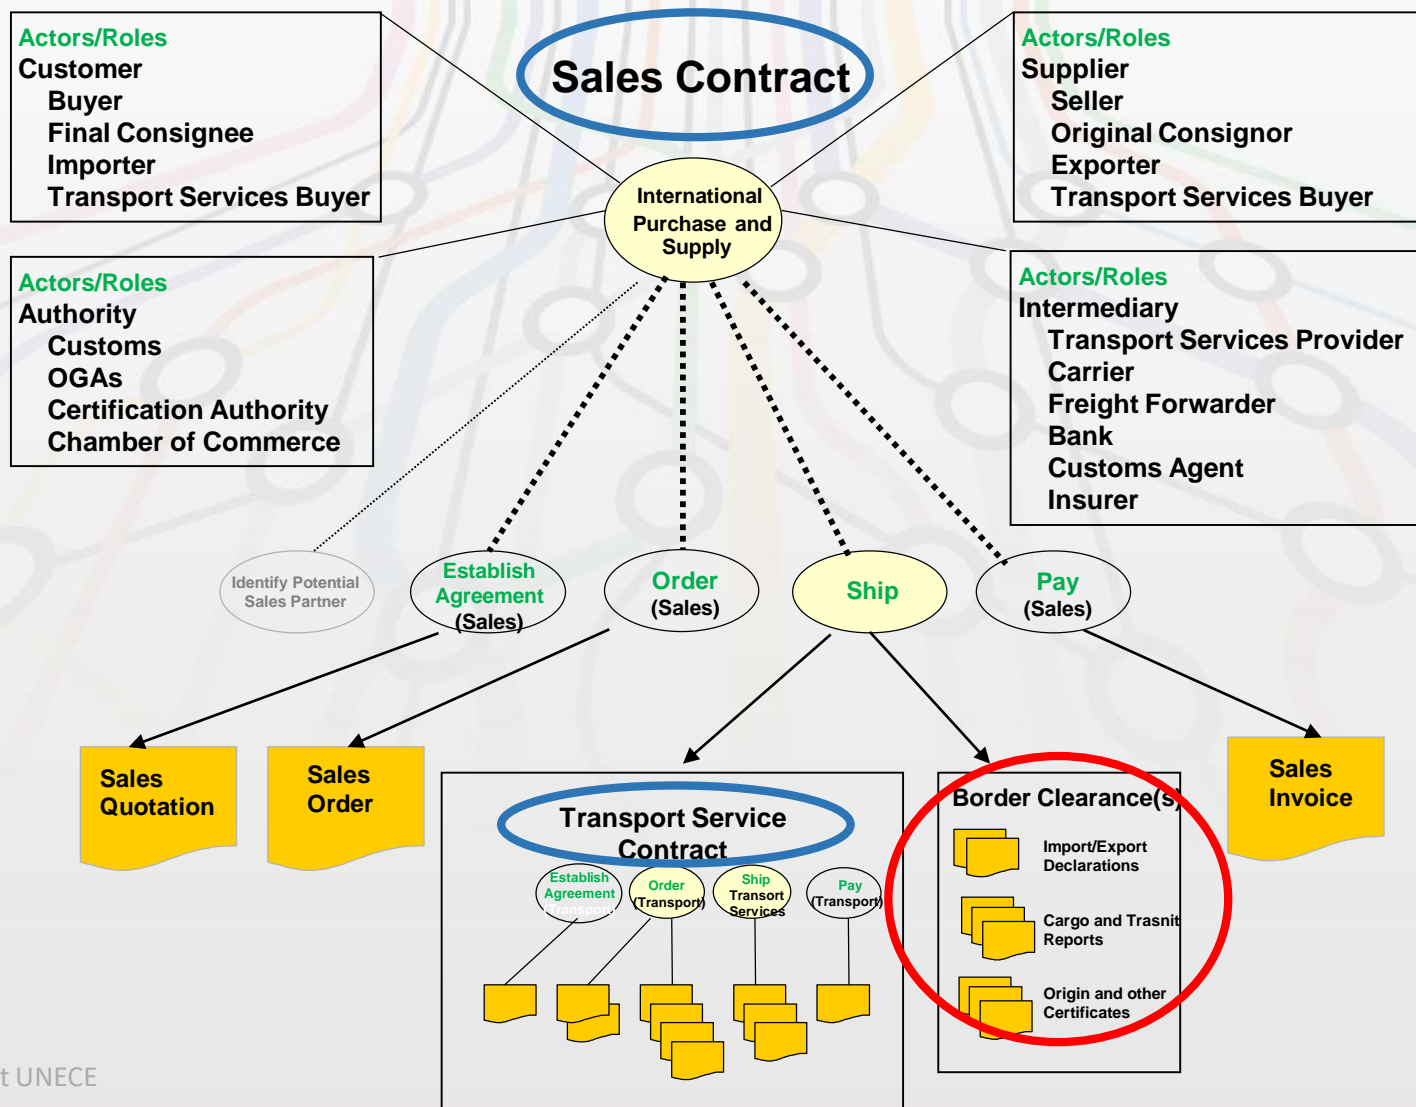 Sales Contract
Actors/Roles
Customer
Buyer
Final Consignee
Importer
Transport Services Buyer
Actors/Roles
Supplier
Seller
Original Consignor
Exporter
Transport Services Buyer
International
Purchase and
Supply
Actors/Roles
Authority
Customs
OGAs
Certification Authority
Chamber of Commerce
Actors/Roles
Intermediary
Transport Services Provider
Carrier
Freight Forwarder
Bank
Customs Agent
Insurer
Identify Potential
Sales Partner
Establish
Agreement
(Sales)
Order
(Sales)
Ship
Pay
(Sales)
Sales
Quotation
Sales
Order
Transport Service
Contract
Establish
Agreement
(Transport)
Order
(Transport)
Ship
Transort
Services
Pay
(Transport)
Border Clearance(s)
Import/Export
Declarations
Cargo and Trasnit
Reports
Origin and other
Certificates
Sales
Invoice
t UNECE